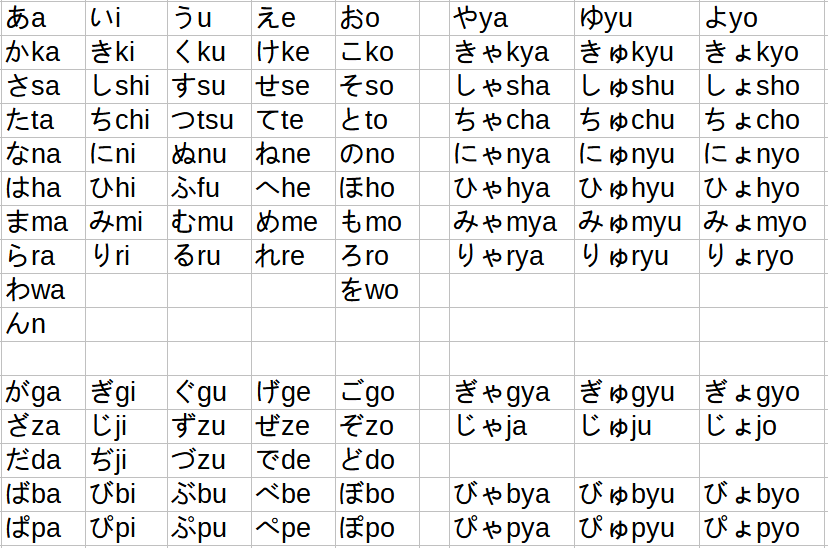 あa いi うu えe おo やya ゆyu よyo
かka きki くku けke こko きゃkya きゅkyu きょkyo
さsa しshi すsu せse そso しゃsha しゅshu しょsho
たta ちchi つtsu てte とto ちゃcha ちゅchu ちょcho
なna にni ぬnu ねne のno にゃnya にゅnyu にょnyo
はha ひhi ふfu へhe ほho ひゃhya ひゅhyu ひょhyo
まma みmi むmu めme もmo みゃmya みゅmyu みょmyo
らra りri るru れre ろro りゃrya りゅryu りょryo
わwa をwo
んn
がga ぎgi ぐgu げge ごgo ぎゃgya ぎゅgyu ぎょgyo
ざza じji ずzu ぜze ぞzo じゃja じゅju じょjo
だda ぢji づzu でde どdo
ばba びbi ぶbu べbe ぼbo びゃbya びゅbyu びょbyo
ぱpa ぴpi ぷpu ぺpe ぽpo ぴゃpya ぴゅpyu ぴょpyo